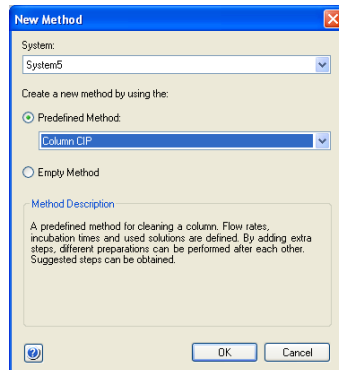 New Method
System:
System5
Create a new method by using the:
Predefined Method:
Column CIP
Empty Method
Method Description
A predefined method for cleaning a column. Flow rates,
incubation times and used solutions are defined. By adding extra
steps, different preparations can be performed after each other.
Suggested steps can be obtained.
?
OK
Cancel